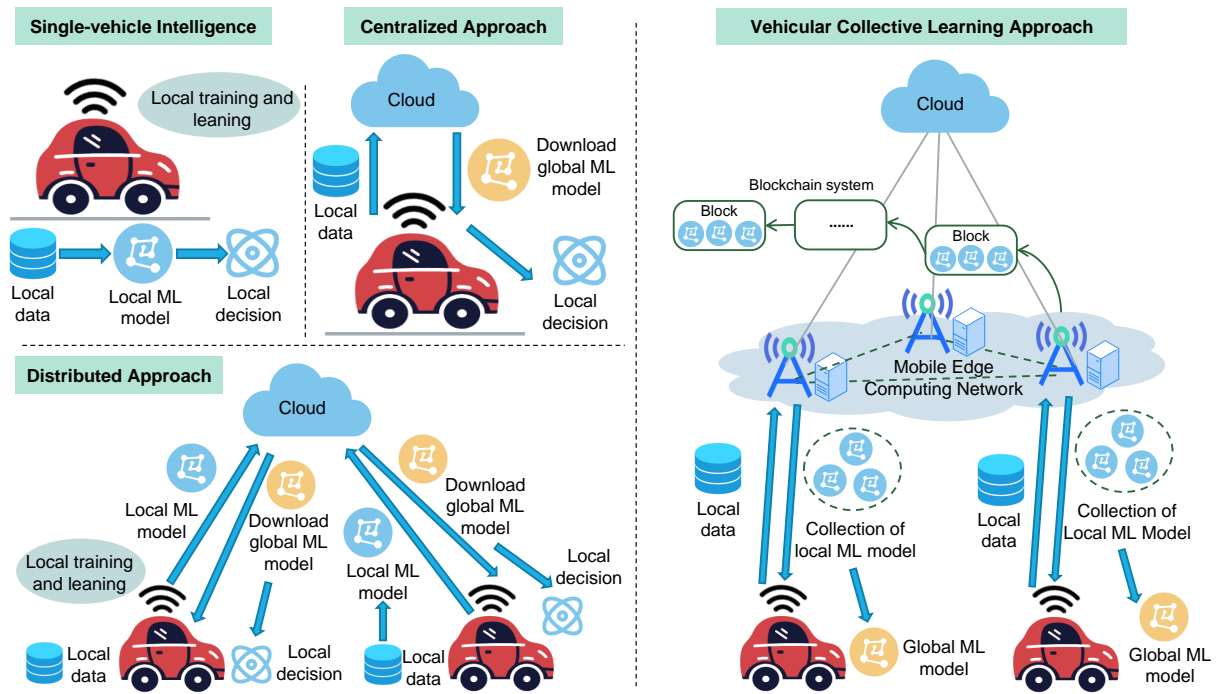 Single-vehicle Intelligence
Local training and
leaning
Local
data
Local ML
model
Local
decision
Centralized Approach
Cloud
Download
global ML
model
Local
data
Local
decision
Distributed Approach
Cloud
Local ML
model
Download
global ML
model
Download
global ML
model
Local training
and leaning
Local ML
model
Local
decision
Local
data
Local
decision
Local
data
Vehicular Collective Learning Approach
Cloud
Blockchain system
Block
......
Block
Mobile Edge
Computing Network
Local
data
Collection of
local ML model
Local
data
Collection of
Local ML Model
Global ML
model
Global ML
model